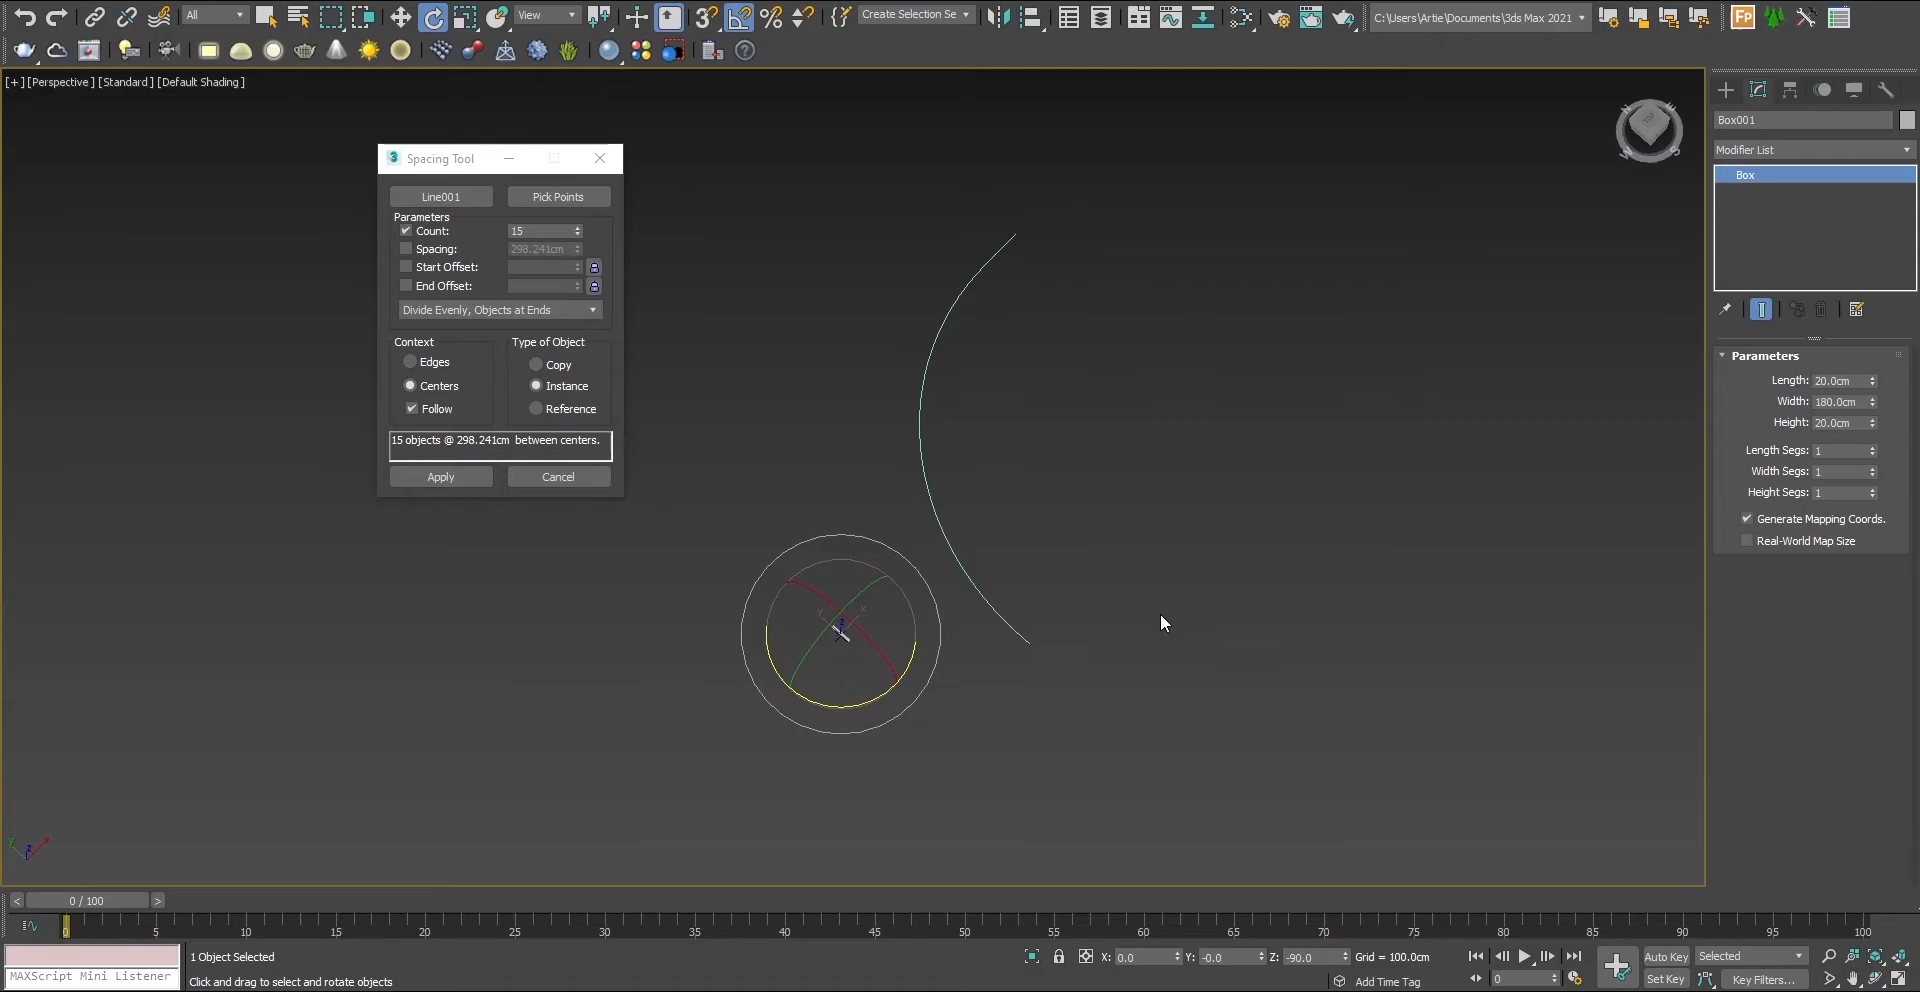 All
View
Create Selection Se
C:\Users\Artie\Documents\3ds Max 2021
Fp
[+] [Perspective ] [Standard ] [Default Shading ]
TOP
N
E
W
S
3 Spacing Tool
Line001
Pick Points
Parameters
Count:
15
Spacing:
298.241cm
Start Offset:
End Offset:
Divide Evenly, Objects at Ends
Context
Type of Object
Edges
Copy
Centers
Instance
Follow
Reference
15 objects @ 298.241cm  between centers.
Apply
Cancel
Box001
Modifier List
Box
Parameters
Length: 20.0cm
Width: 180.0cm
Height: 20.0cm
Length Segs: 1
Width Segs: 1
Height Segs: 1
Generate Mapping Coords.
Real-World Map Size
y
x
z
y
x
z
<
0 / 100
>
0
5
10
15
20
25
30
35
40
45
50
55
60
65
70
75
80
85
90
95
100
MAXScript Mini Listener
1 Object Selected
Click and drag to select and rotate objects
X: 0.0
Y: -0.0
Z: -90.0
Grid = 100.0cm
Add Time Tag
0
Auto Key
Selected
Set Key
Key Filters...